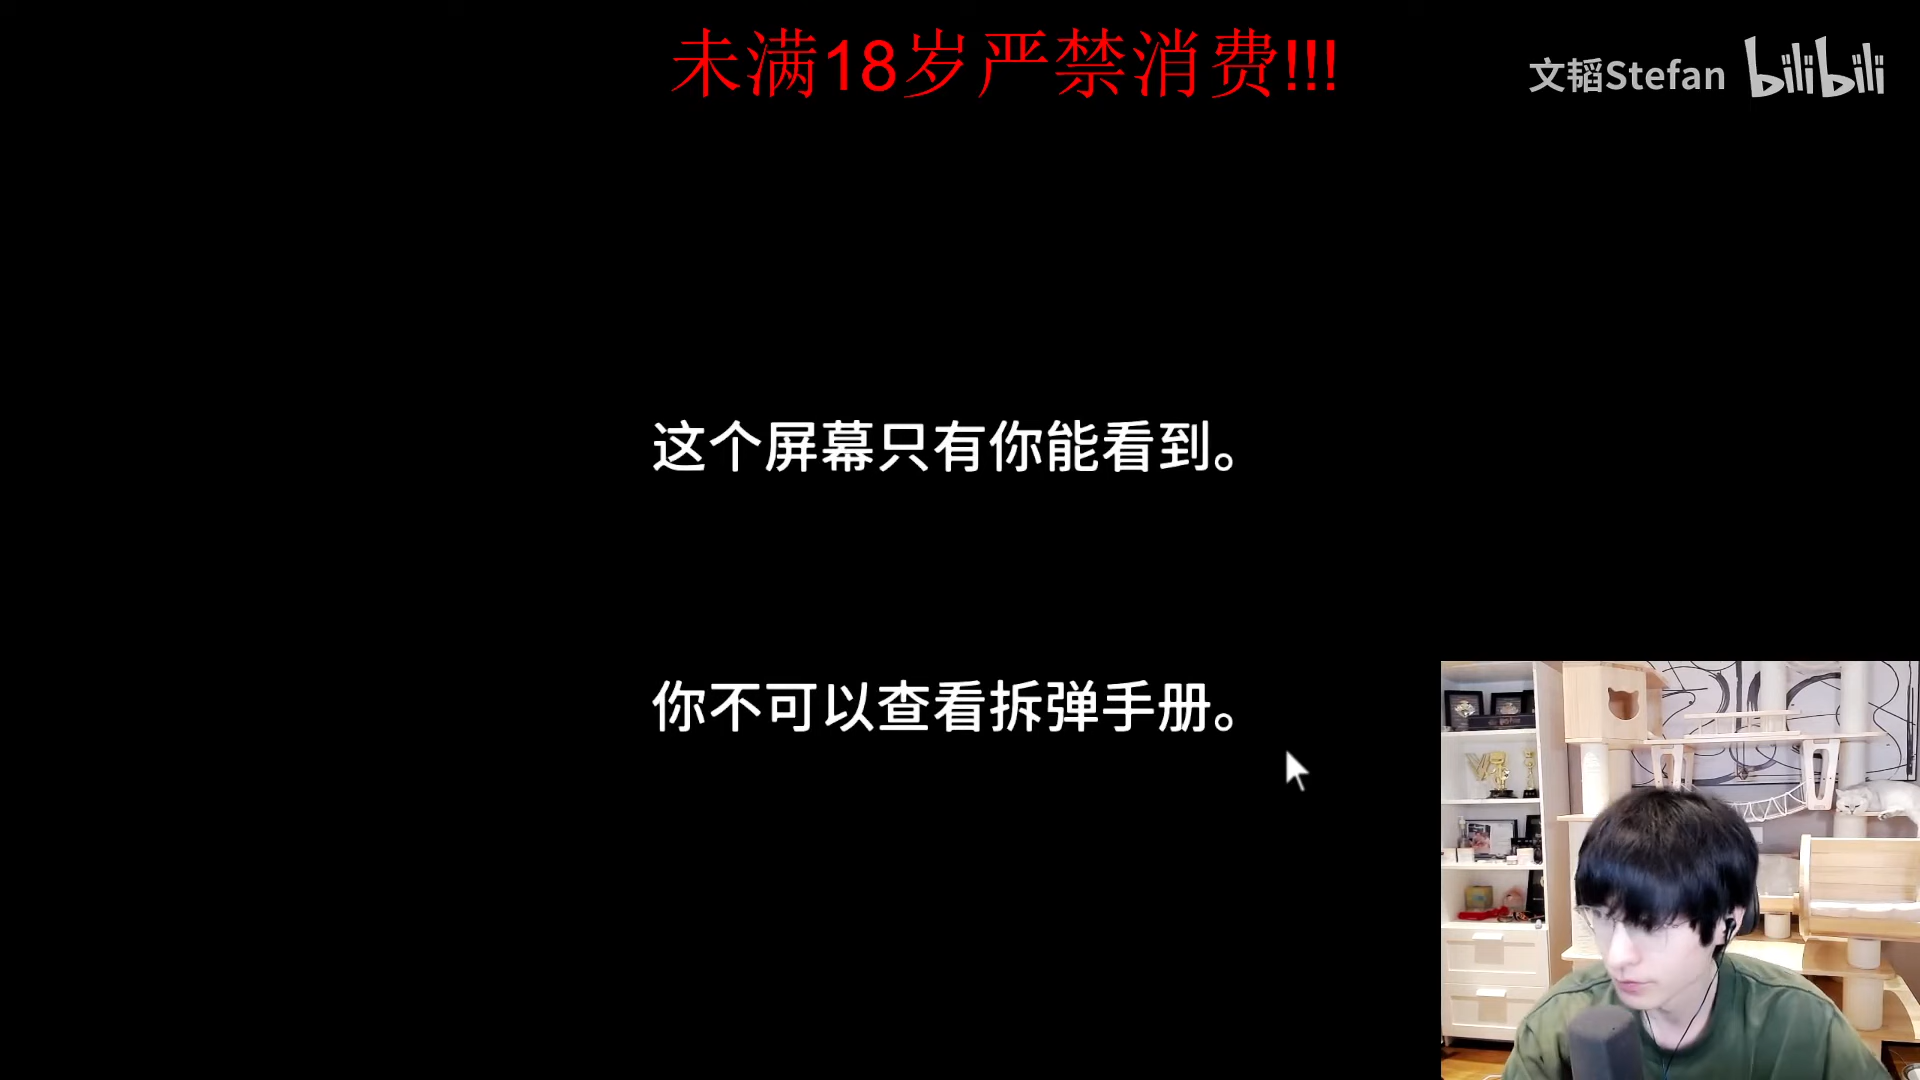 未满18岁严禁消费!!!
文韬Stefan bilibili
这个屏幕只有你能看到。
你不可以查看拆弹手册。